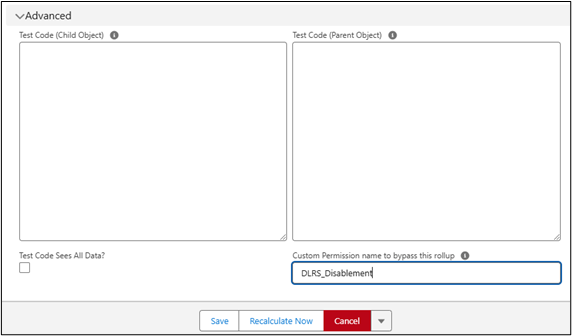 Advanced
Test Code (Child Object)
Test Code (Parent Object)
Test Code Sees All Data?
Custom Permission name to bypass this rollup
DLRS_Disablement
Save
Recalculate Now
Cancel